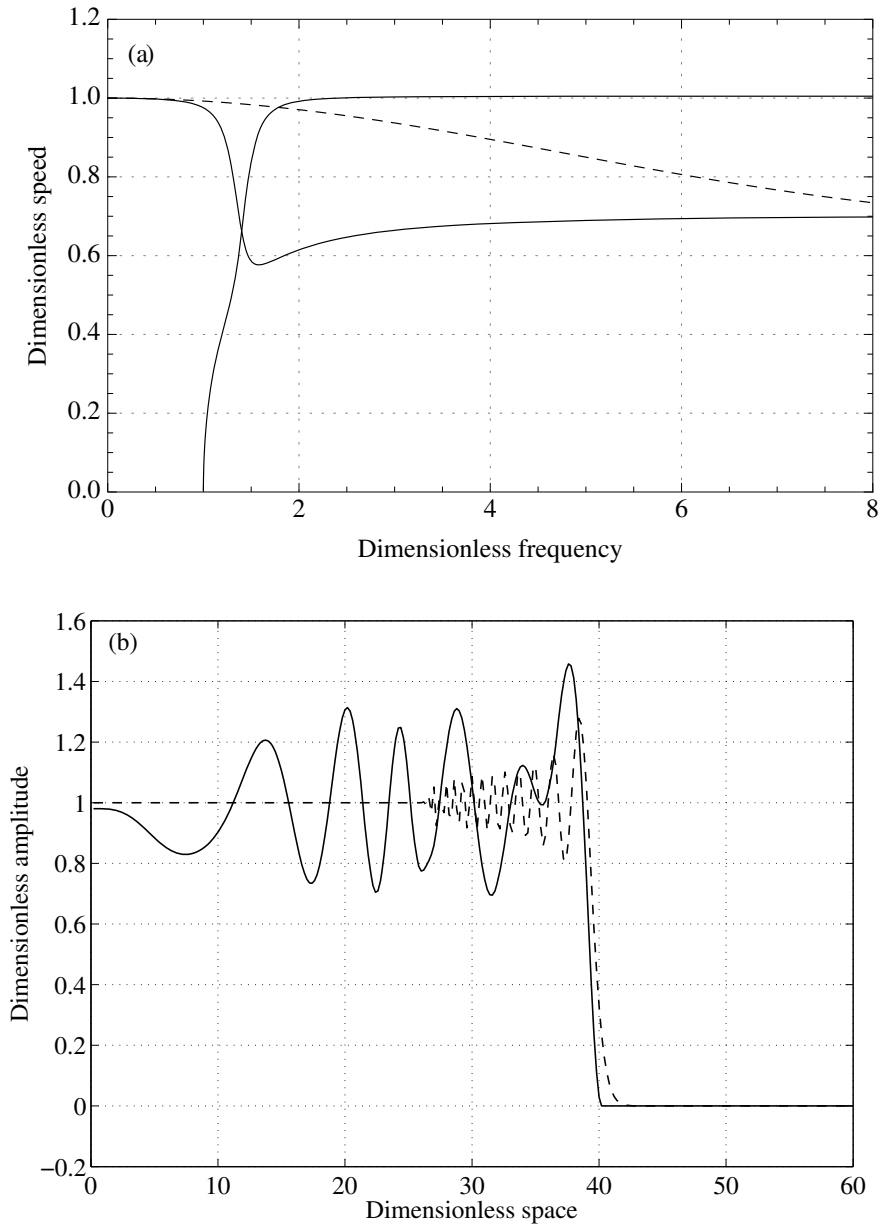 (a)
1.2
1.0
0.8
0.6
0.4
0.2
0.0
Dimensionless speed
0 2 4 6 8
Dimensionless frequency
(b)
1.6
1.4
1.2
1
0.8
0.6
0.4
0.2
0
−0.2
Dimensionless amplitude
0 10 20 30 40 50 60
Dimensionless space